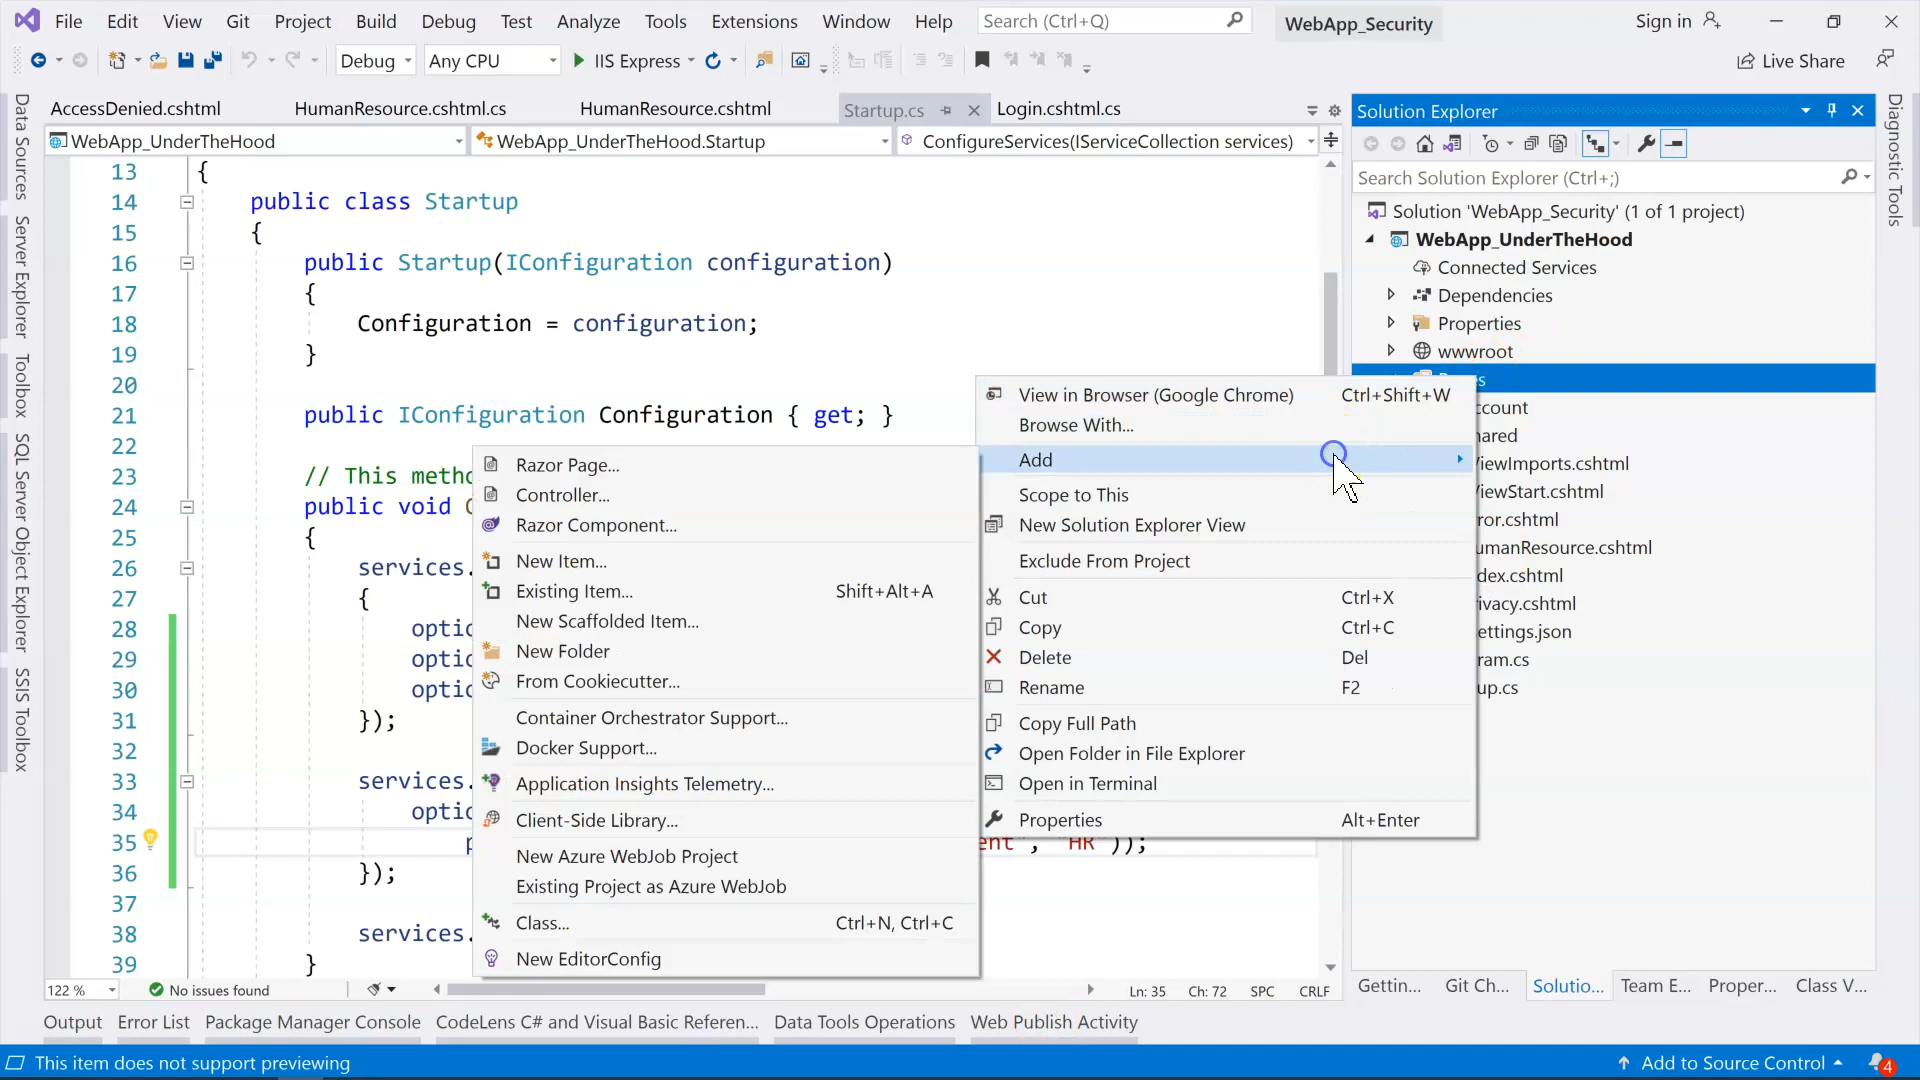 File Edit View Git Project Build Debug Test Analyze Tools Extensions Window Help Search (Ctrl+Q) WebApp_Security Sign in
Debug Any CPU IIS Express Live Share
AccessDenied.cshtml HumanResource.cshtml.cs HumanResource.cshtml Startup.cs Login.cshtml.cs
WebApp_UnderTheHood WebApp_UnderTheHood.Startup ConfigureServices(IServiceCollection services)
Data Sources
Server Explorer
Toolbox
SQL Server Object Explorer
SSIS Toolbox
13 {
14 public class Startup
15 {
16 public Startup(IConfiguration configuration)
17 {
18 Configuration = configuration;
19 }
20
21 public IConfiguration Configuration { get; }
22
23 // This metho
24 public void
25 {
26 services.
27 {
28 optio
29 optio
30 optio
31 });
32
33 services.
34 optio
35 p ent", "HR"));
36 });
37
38 services.
39 }
Razor Page...
Controller...
Razor Component...
New Item...
Existing Item... Shift+Alt+A
New Scaffolded Item...
New Folder
From Cookiecutter...
Container Orchestrator Support...
Docker Support...
Application Insights Telemetry...
Client-Side Library...
New Azure WebJob Project
Existing Project as Azure WebJob
Class... Ctrl+N, Ctrl+C
New EditorConfig
View in Browser (Google Chrome) Ctrl+Shift+W
Browse With...
Add
Scope to This
New Solution Explorer View
Exclude From Project
Cut Ctrl+X
Copy Ctrl+C
Delete Del
Rename F2
Copy Full Path
Open Folder in File Explorer
Open in Terminal
Properties Alt+Enter
Solution Explorer
Search Solution Explorer (Ctrl+;)
Solution 'WebApp_Security' (1 of 1 project)
WebApp_UnderTheHood
Connected Services
Dependencies
Properties
wwwroot
s
ccount
ared
iewImports.cshtml
iewStart.cshtml
ror.cshtml
umanResource.cshtml
dex.cshtml
ivacy.cshtml
ettings.json
ram.cs
up.cs
Diagnostic Tools
122 % No issues found Ln: 35 Ch: 72 SPC CRLF
Gettin... Git Ch... Solutio... Team E... Proper... Class V...
Output Error List Package Manager Console CodeLens C# and Visual Basic Referen... Data Tools Operations Web Publish Activity
This item does not support previewing Add to Source Control 4